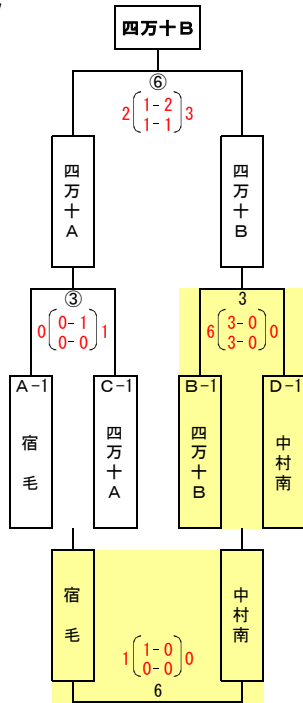 四万十B
⑥
2 1-2 3
1-1
四万十A
四万十B
③
0 0-1 1
0-0
3
6 3-0 0
3-0
A-1
宿毛
C-1
四万十A
B-1
四万十B
D-1
中村南
宿毛
中村南
1 1-0 0
0-0
6